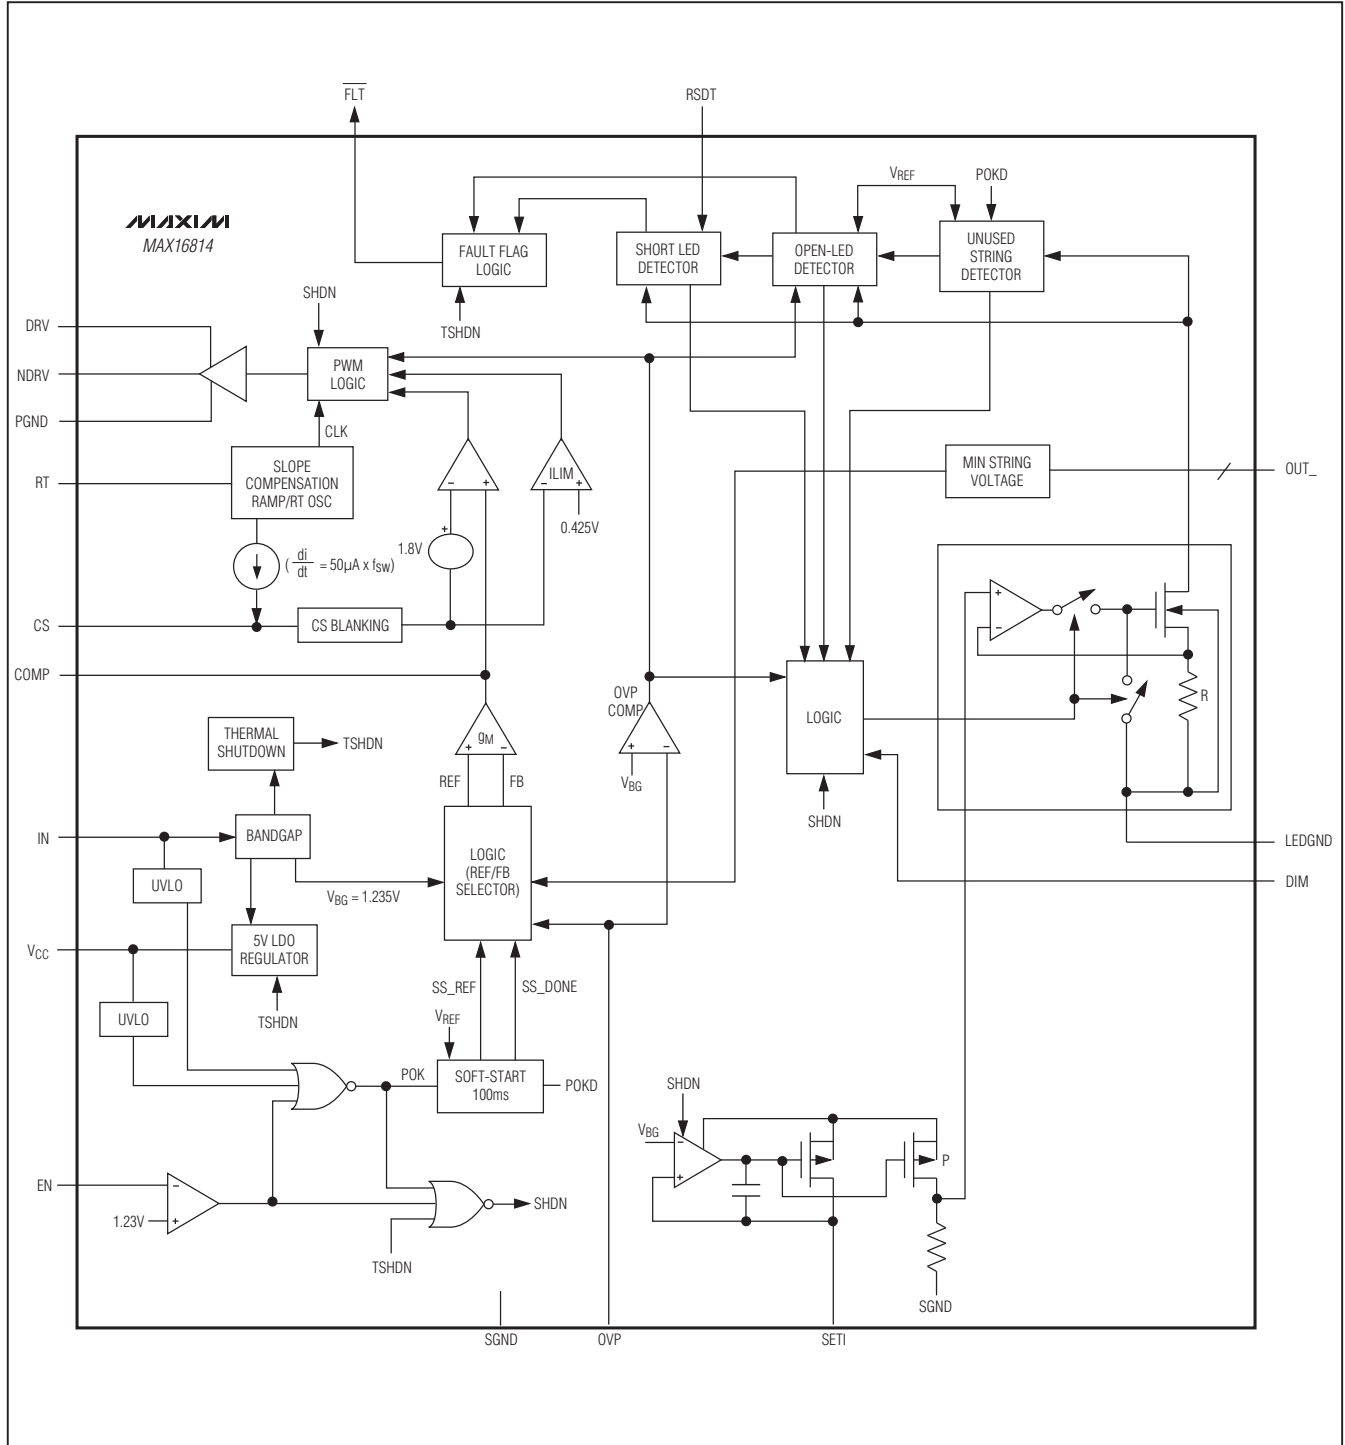 FLT
RSDT
MAXIM
MAX16814
VREF
POKD
FAULT FLAG
LOGIC
SHORT LED
DETECTOR
OPEN-LED
DETECTOR
UNUSED
STRING
DETECTOR
SHDN
TSHDN
DRV
NDRV
PGND
PWM
LOGIC
CLK
RT
SLOPE
COMPENSATION
RAMP/RT OSC
- +
ILIM
- +
0.425V
MIN STRING
VOLTAGE
OUT_
( di
dt = 50µA x fSW)
1.8V
+
CS
CS BLANKING
COMP
+
-
R
LOGIC
SHDN
THERMAL
SHUTDOWN
TSHDN
gM
+ -
REF
FB
OVP
COMP
+ -
VBG
IN
BANDGAP
UVLO
VBG = 1.235V
LOGIC
(REF/FB
SELECTOR)
LEDGND
DIM
VCC
5V LDO
REGULATOR
TSHDN
UVLO
SS_REF
SS_DONE
VREF
POK
SOFT-START
100ms
POKD
SHDN
VBG
-
+
P
SGND
EN
-
+
1.23V
SHDN
TSHDN
SGND
OVP
SETI